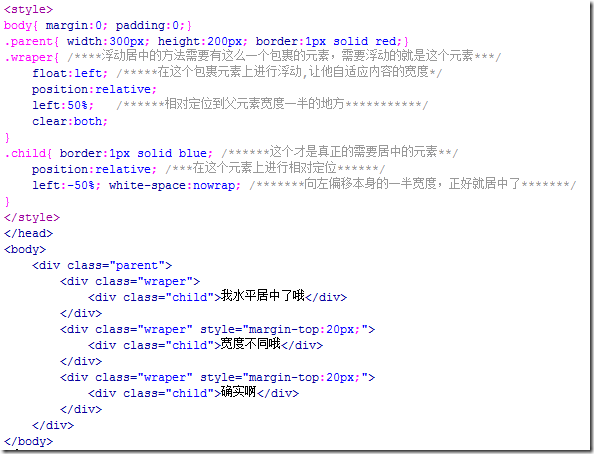 <style>
body{ margin:0; padding:0;}
.parent{ width:300px; height:200px; border:1px solid red;}
.wraper{ /****浮动居中的方法需要有这么一个包裹的元素，需要浮动的就是这个元素***/
    float:left; /*****在这个包裹元素上进行浮动,让他自适应内容的宽度*/
    position:relative;
    left:50%;   /******相对定位到父元素宽度一半的地方***********/
    clear:both;
}
.child{ border:1px solid blue; /******这个才是真正的需要居中的元素**/
    position:relative; /***在这个元素上进行相对定位******/
    left:-50%; white-space:nowrap; /*******向左偏移本身的一半宽度，正好就居中了*******/
}
</style>
</head>
<body>
    <div class="parent">
        <div class="wraper">
            <div class="child">我水平居中了哦</div>
        </div>
        <div class="wraper" style="margin-top:20px;">
            <div class="child">宽度不同哦</div>
        </div>
        <div class="wraper" style="margin-top:20px;">
            <div class="child">确实啊</div>
        </div>
    </div>
</body>